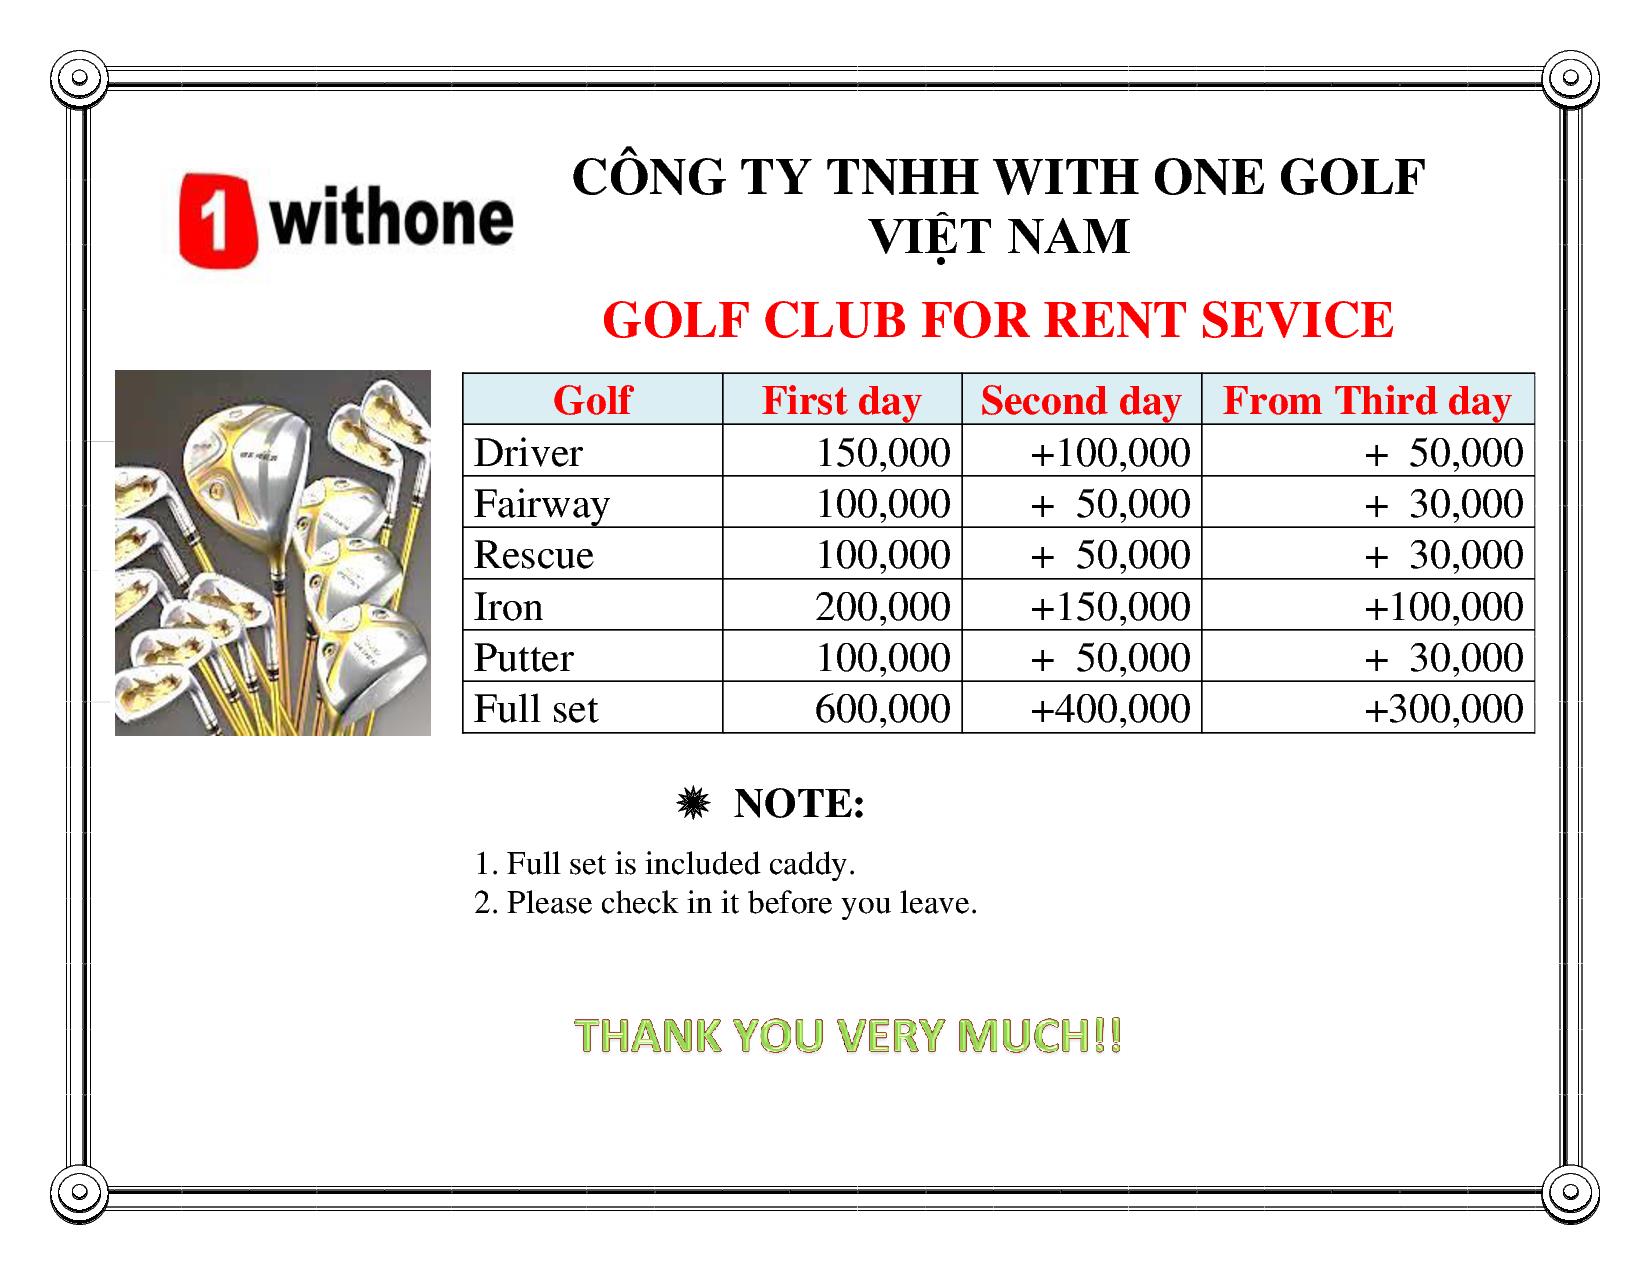 1 withone
CÔNG TY TNHH WITH ONE GOLF
VIỆT NAM
GOLF CLUB FOR RENT SEVICE
Golf First day Second day From Third day
Driver 150,000 +100,000 + 50,000
Fairway 100,000 + 50,000 + 30,000
Rescue 100,000 + 50,000 + 30,000
Iron 200,000 +150,000 +100,000
Putter 100,000 + 50,000 + 30,000
Full set 600,000 +400,000 +300,000
✹ NOTE:
1. Full set is included caddy.
2. Please check in it before you leave.
THANK YOU VERY MUCH!!